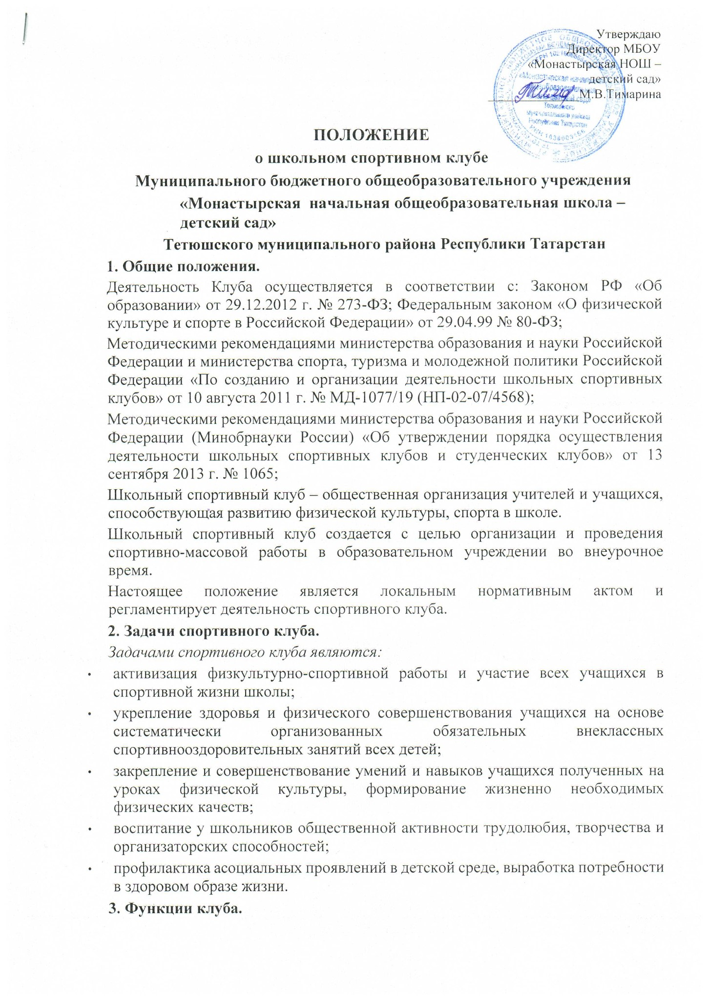 Утверждаю
Директор МБОУ
«Монастырская НОШ –
детский сад»
М.В.Тимарина
ПОЛОЖЕНИЕ
о школьном спортивном клубе
Муниципального бюджетного общеобразовательного учреждения
«Монастырская начальная общеобразовательная школа –
детский сад»
Тетюшского муниципального района Республики Татарстан
1. Общие положения.
Деятельность Клуба осуществляется в соответствии с: Законом РФ «Об
образовании» от 29.12.2012 г. № 273-ФЗ; Федеральным законом «О физической
культуре и спорте в Российской Федерации» от 29.04.99 № 80-ФЗ;
Методическими рекомендациями министерства образования и науки Российской
Федерации и министерства спорта, туризма и молодежной политики Российской
Федерации «По созданию и организации деятельности школьных спортивных
клубов» от 10 августа 2011 г. № МД-1077/19 (НП-02-07/4568);
Методическими рекомендациями министерства образования и науки Российской
Федерации (Минобрнауки России) «Об утверждении порядка осуществления
деятельности школьных спортивных клубов и студенческих клубов» от 13
сентября 2013 г. № 1065;
Школьный спортивный клуб – общественная организация учителей и учащихся,
способствующая развитию физической культуры, спорта в школе.
Школьный спортивный клуб создается с целью организации и проведения
спортивно-массовой работы в образовательном учреждении во внеурочное
время.
Настоящее положение является локальным нормативным актом и
регламентирует деятельность спортивного клуба.
2. Задачи спортивного клуба.
Задачами спортивного клуба являются:
• активизация физкультурно-спортивной работы и участие всех учащихся в
спортивной жизни школы;
• укрепление здоровья и физического совершенствования учащихся на основе
систематически организованных обязательных внеклассных
спортивнооздоровительных занятий всех детей;
• закрепление и совершенствование умений и навыков учащихся полученных на
уроках физической культуры, формирование жизненно необходимых
физических качеств;
• воспитание у школьников общественной активности трудолюбия, творчества и
организаторских способностей;
• профилактика асоциальных проявлений в детской среде, выработка потребности
в здоровом образе жизни.
3. Функции клуба.